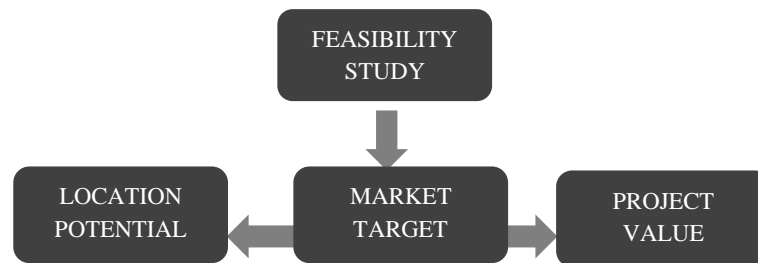 FEASIBILITY
STUDY
LOCATION
POTENTIAL
MARKET
TARGET
PROJECT
VALUE